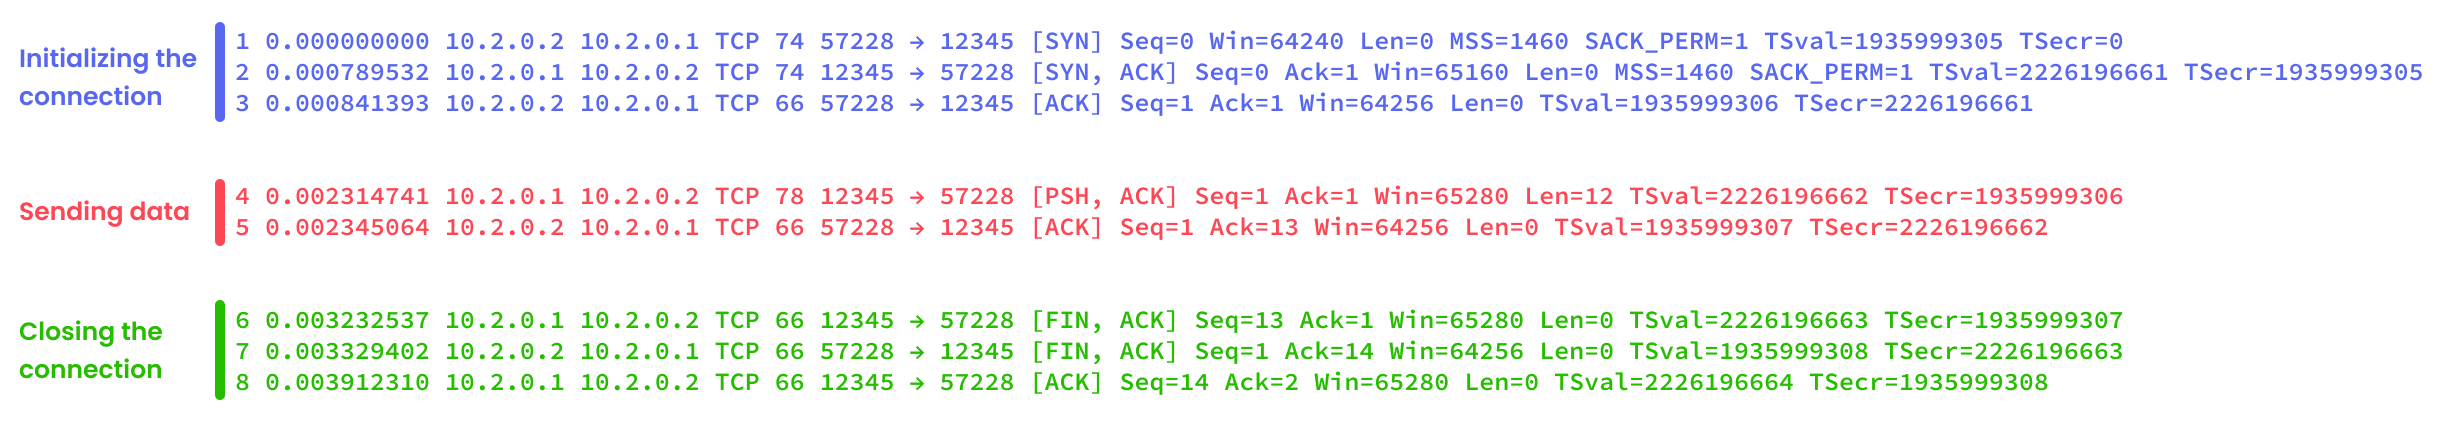 Initializing the
connection
1 0.000000000 10.2.0.2 10.2.0.1 TCP 74 57228 → 12345 [SYN] Seq=0 Win=64240 Len=0 MSS=1460 SACK_PERM=1 TSval=1935999305 TSecr=0
2 0.000789532 10.2.0.1 10.2.0.2 TCP 74 12345 → 57228 [SYN, ACK] Seq=0 Ack=1 Win=65160 Len=0 MSS=1460 SACK_PERM=1 TSval=2226196661 TSecr=1935999305
3 0.000841393 10.2.0.2 10.2.0.1 TCP 66 57228 → 12345 [ACK] Seq=1 Ack=1 Win=64256 Len=0 TSval=1935999306 TSecr=2226196661
Sending data
4 0.002314741 10.2.0.1 10.2.0.2 TCP 78 12345 → 57228 [PSH, ACK] Seq=1 Ack=1 Win=65280 Len=12 TSval=2226196662 TSecr=1935999306
5 0.002345064 10.2.0.2 10.2.0.1 TCP 66 57228 → 12345 [ACK] Seq=1 Ack=13 Win=64256 Len=0 TSval=1935999307 TSecr=2226196662
Closing the
connection
6 0.003232537 10.2.0.1 10.2.0.2 TCP 66 12345 → 57228 [FIN, ACK] Seq=13 Ack=1 Win=65280 Len=0 TSval=2226196663 TSecr=1935999307
7 0.003329402 10.2.0.2 10.2.0.1 TCP 66 57228 → 12345 [FIN, ACK] Seq=1 Ack=14 Win=64256 Len=0 TSval=1935999308 TSecr=2226196663
8 0.003912310 10.2.0.1 10.2.0.2 TCP 66 12345 → 57228 [ACK] Seq=14 Ack=2 Win=65280 Len=0 TSval=2226196664 TSecr=1935999308